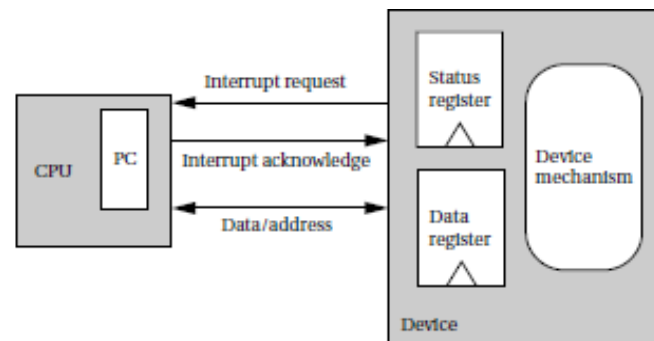 Interrupt request
CPU
PC
Interrupt acknowledge
Data/address
Status
register
Data
register
Device
mechanism
Device